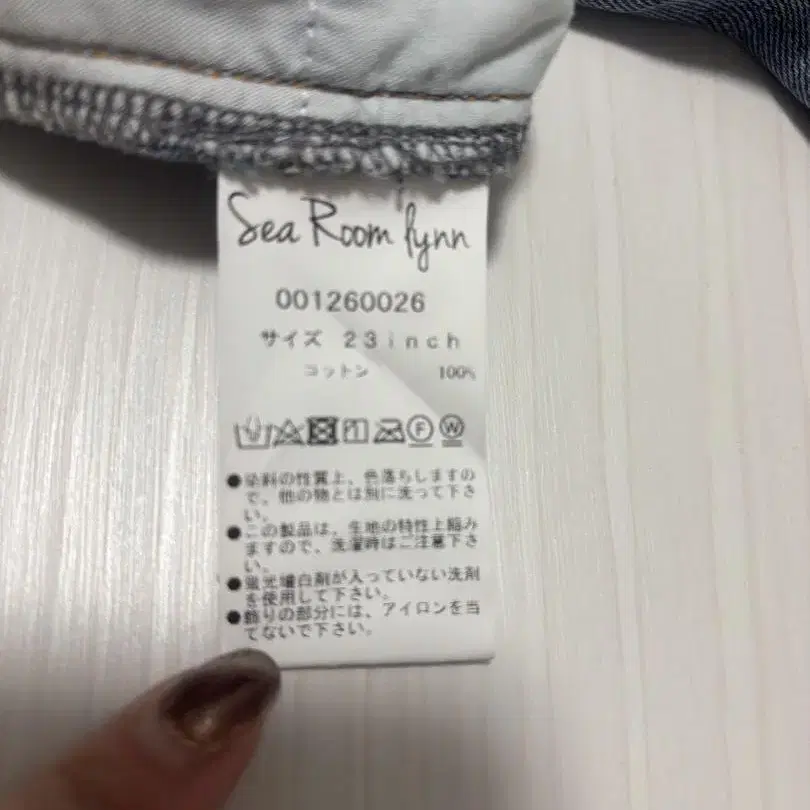 Sea Room lynn
001260026
サイズ 23inch
コットン 100%
F W
●染料の性質上、色落ちしますの
で、他の物とは別に洗って下さ
い。
●この製品は、生地の特性上縮み
ますので、洗濯時はご注意下さ
い。
●蛍光増白剤が入っていない洗剤
を使用して下さい。
●飾りの部分には、アイロンを当
てないで下さい。